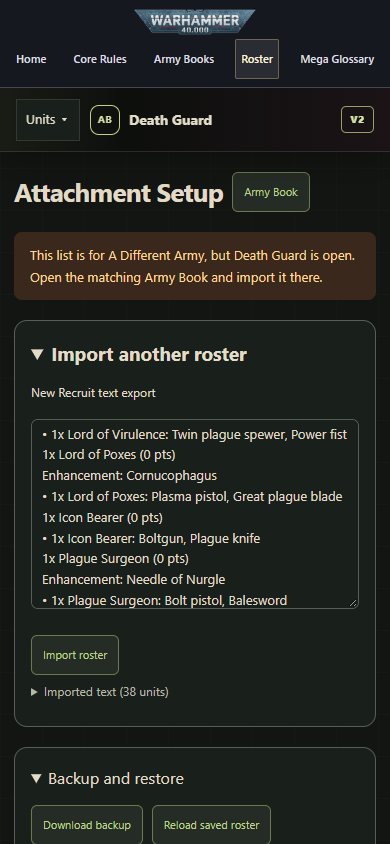 WARHAMMER
40,000
Home Core Rules Army Books Roster Mega Glossary
Units AB Death Guard V2
Attachment Setup Army Book
This list is for A Different Army, but Death Guard is open.
Open the matching Army Book and import it there.
Import another roster
New Recruit text export
• 1x Lord of Virulence: Twin plague spewer, Power fist
1x Lord of Poxes (0 pts)
Enhancement: Cornucophagus
• 1x Lord of Poxes: Plasma pistol, Great plague blade
1x Icon Bearer (0 pts)
• 1x Icon Bearer: Boltgun, Plague knife
1x Plague Surgeon (0 pts)
Enhancement: Needle of Nurgle
• 1x Plague Surgeon: Bolt pistol, Balesword
Import roster
Imported text (38 units)
Backup and restore
Download backup Reload saved roster